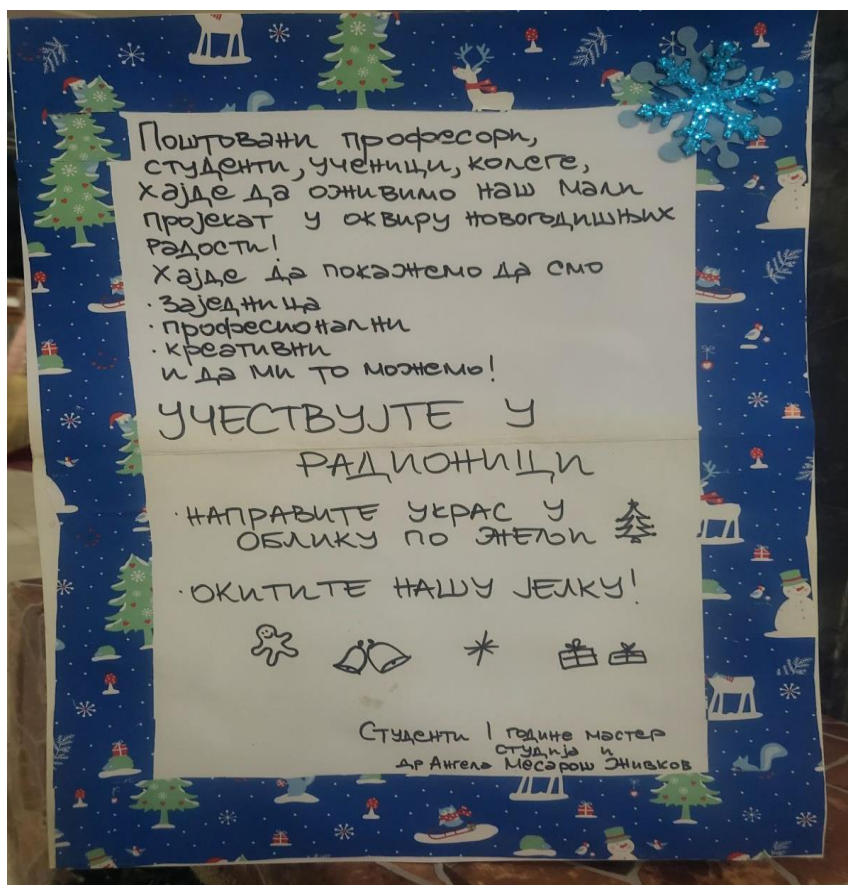 Поштовани професори,
студенти, ученици, колеге,
хајде да оживимо наш мали
пројекат у оквиру новогодишњих
радости!
Хајде да покажемо да смо
· заједница
· професионални
· креативни
и да ми то можемо!
УЧЕСТВУЈТЕ У
РАДИОНИЦИ
· НАПРАВИТЕ УКРАС У
ОБЛИКУ ПО ЖЕЉИ
· ОКИТИТЕ НАШУ ЈЕЛКУ!
Студенти I године мастер
студија и
др Ангела Месарош Живков